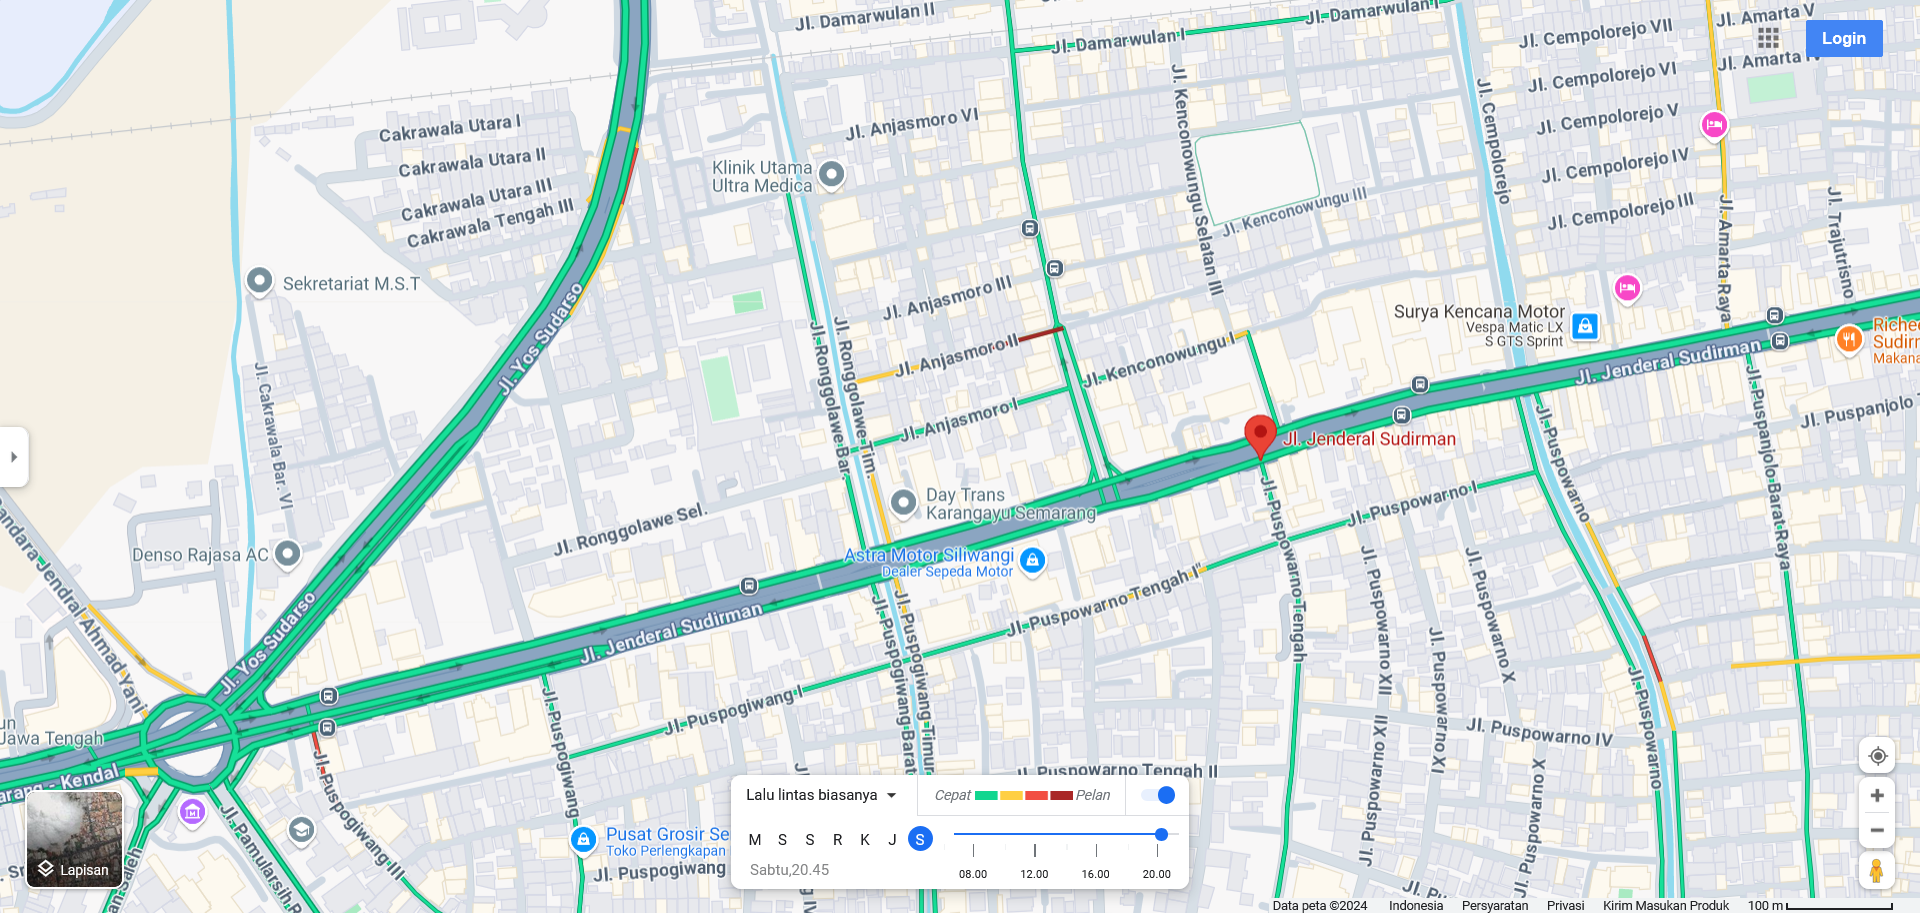 Jl. Damarwulan II
Jl. Damarwulan I
Jl. Damarwulan I
Jl. Amarta V
Jl. Cempolorejo VII
Login
Jl. Amarta IV
Jl. Cempolorejo VI
Jl. Kenconowungu Selatan III
Jl. Cempolorejo
Jl. Cempolorejo V
Cakrawala Utara I
Jl. Anjasmoro VI
Cakrawala Utara II
Klinik Utama
Ultra Medica
Jl. Cempolorejo IV
Cakrawala Utara III
Cakrawala Tengah III
Jl. Kenconowungu III
Jl. Cempolorejo III
Jl. Amarta Raya
Jl. Trajutrisno
Sekretariat M.S.T
Jl. Yos Sudarso
Jl. Anjasmoro III
Surya Kencana Motor
Vespa Matic LX
S GTS Sprint
Jl. Ronggolawe Bar.
Jl. Ronggolawe Tim.
Jl. Anjasmoro II
Jl. Kenconowungu I
Jl. Jenderal Sudirman
Makana
Jl. Cakrawala Bar. VI
Jl. Anjasmoro I
Jl. Jenderal Sudirman
Jl. Puspowarno
Jl. Puspanjolo Barat Raya
Jl. Puspanjolo
Day Trans
Karangayu Semarang
Jl. Puspowarno I
Jl. Ronggolawe Sel.
Denso Rajasa AC
Astra Motor Siliwangi
Dealer Sepeda Motor
Jl. Puspowarno Tengah
Jl. Puspowarno Tengah II
andara Jendral Ahmad Yani
Jl. Yos Sudarso
Jl. Jenderal Sudirman
Jl. Puspowarno XII
Jl. Puspowarno XI
Jl. Puspowarno X
Jl. Puspogiwang Barat
Jl. Puspogiwang Timur
Jl. Puspogiwang I
Jl. Puspogiwang
Jl. Puspowarno
Jl. Puspowarno IV
un
Jawa Tengah
arang - Kendal
Jl. Puspogiwang III
Jl. Puspowarno XII
Jl. Puspowarno X
Jl. Puspowarno Tengah II
Jl. Pamularsih R
Pusat Grosir Se
Toko Perlengkapan
Jl. Puspogiwang
Lapisan
Lalu lintas biasanya
Cepat
Pelan
M S S R K J S
Sabtu,20.45
08.00 12.00 16.00 20.00
Data peta ©2024 Indonesia Persyaratan Privasi Kirim Masukan Produk 100 m